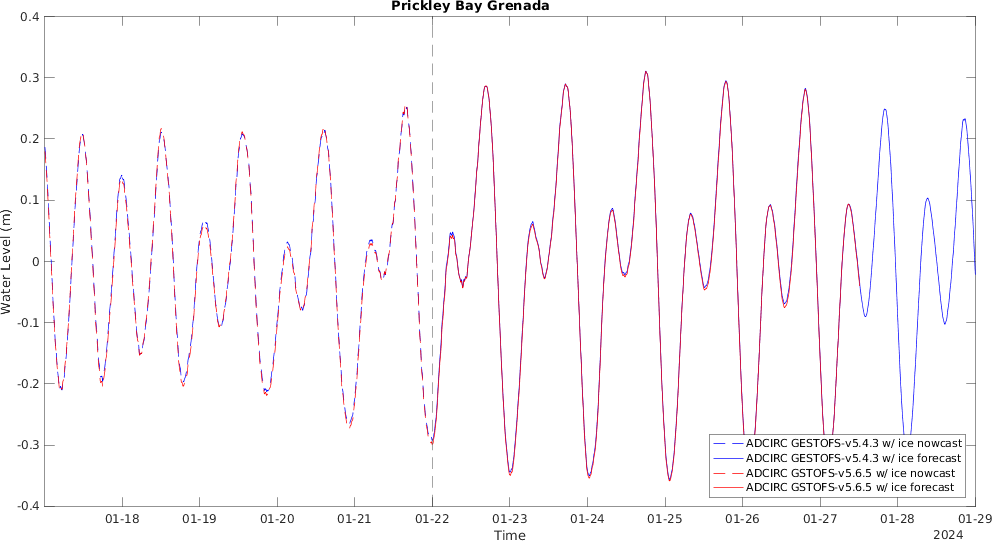 Prickley Bay Grenada
0.4
0.3
0.2
0.1
0
-0.1
-0.2
-0.3
-0.4
Water Level (m)
ADCIRC GESTOFS-v5.4.3 w/ ice nowcast
ADCIRC GESTOFS-v5.4.3 w/ ice forecast
ADCIRC GSTOFS-v5.6.5 w/ ice nowcast
ADCIRC GSTOFS-v5.6.5 w/ ice forecast
01-18 01-19 01-20 01-21 01-22 01-23 01-24 01-25 01-26 01-27 01-28 01-29
Time
2024